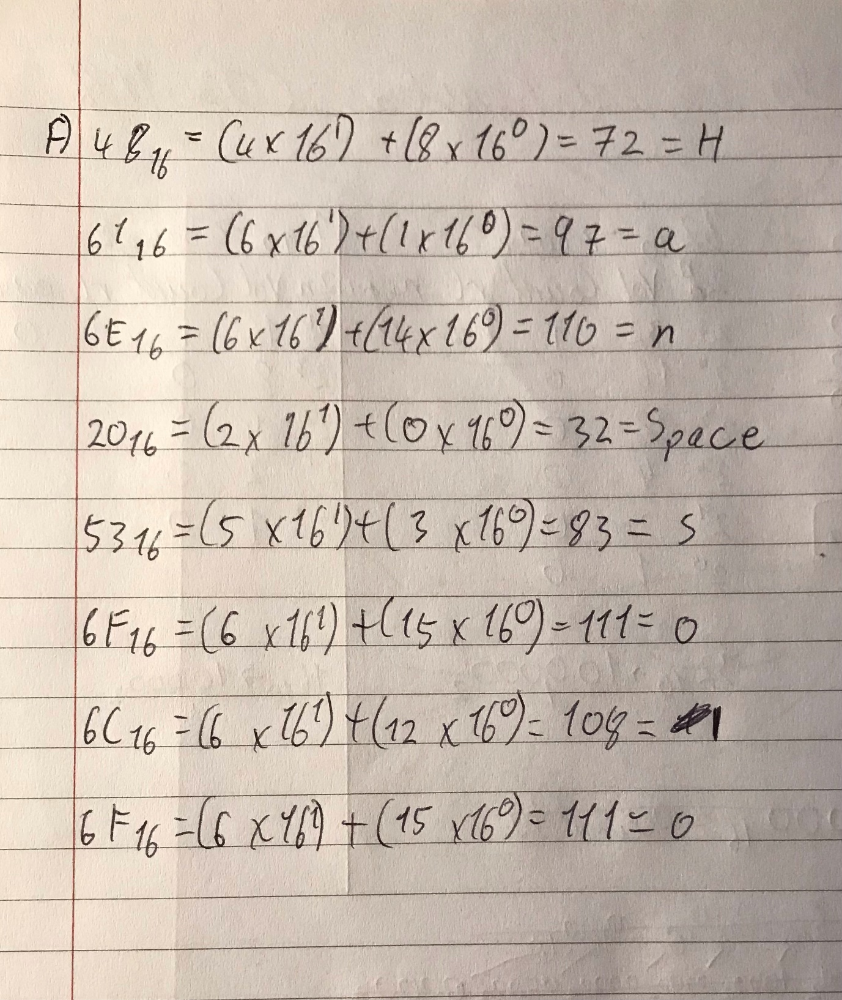 A) 48₁₆ = (4 x 16¹) + (8 x 16⁰) = 72 = H
61₁₆ = (6 x 16¹) + (1 x 16⁰) = 97 = a
6E₁₆ = (6 x 16¹) + (14 x 16⁰) = 110 = n
20₁₆ = (2 x 16¹) + (0 x 16⁰) = 32 = Space
53₁₆ = (5 x 16¹) + (3 x 16⁰) = 83 = S
6F₁₆ = (6 x 16¹) + (15 x 16⁰) = 111 = o
6C₁₆ = (6 x 16¹) + (12 x 16⁰) = 108 = l
6F₁₆ = (6 x 16¹) + (15 x 16⁰) = 111 = o